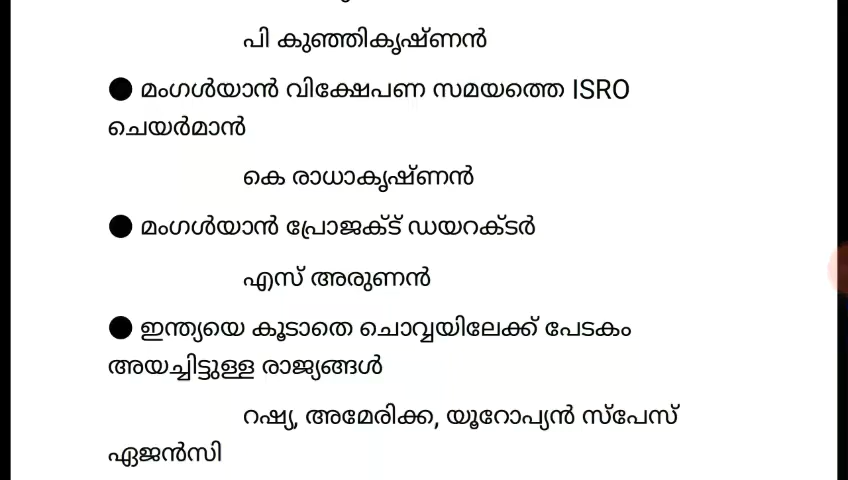 പി കുഞ്ഞികൃഷ്ണൻ
● മംഗൾയാൻ വിക്ഷേപണ സമയത്തെ ISRO
ചെയർമാൻ
കെ രാധാകൃഷ്ണൻ
● മംഗൾയാൻ പ്രോജക്ട് ഡയറക്ടർ
എസ് അരുണൻ
● ഇന്ത്യയെ കൂടാതെ ചൊവ്വയിലേക്ക് പേടകം
അയച്ചിട്ടുള്ള രാജ്യങ്ങൾ
റഷ്യ, അമേരിക്ക, യൂറോപ്യൻ സ്പേസ്
ഏജൻസി